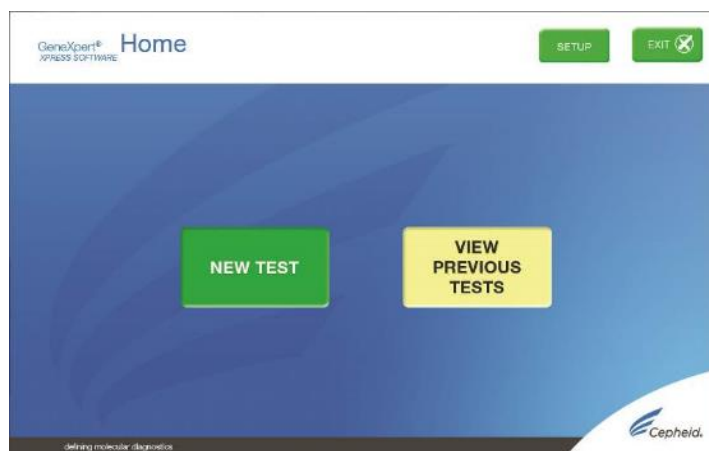 GeneXpert® Home
XPRESS SOFTWARE
SETUP
EXIT
NEW TEST
VIEW
PREVIOUS
TESTS
Cepheid.
defining molecular diagnostics